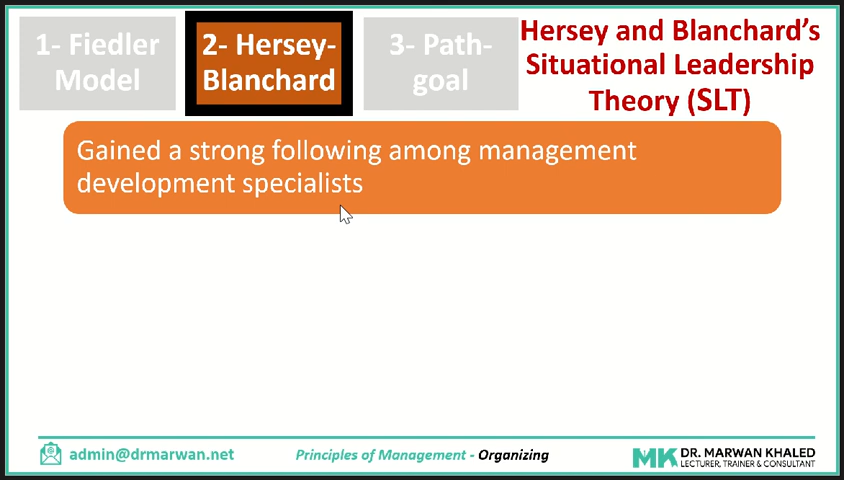 1- Fiedler
Model
2- Hersey-
Blanchard
3- Path-
goal
Hersey and Blanchard's
Situational Leadership
Theory (SLT)
Gained a strong following among management
development specialists
admin@drmarwan.net
Principles of Management - Organizing
MK DR. MARWAN KHALED
LECTURER, TRAINER & CONSULTANT